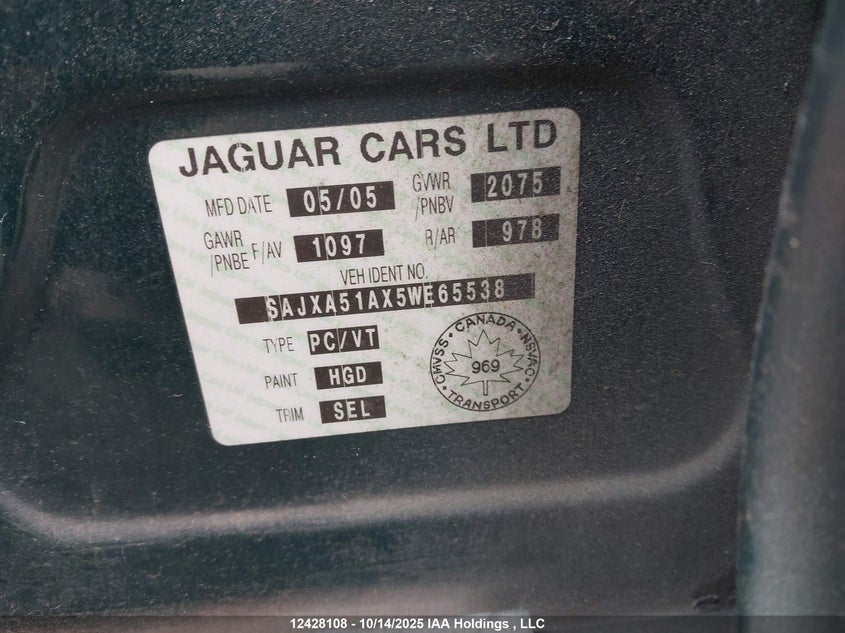 JAGUAR CARS LTD
MFD DATE 05/05 GVWR /PNBV 2075
GAWR /PNBE F/AV 1097 R/AR 978
VEH IDENT NO.
SAJXA51AX5WE65538
TYPE PC/VT
PAINT HGD
TRIM SEL
CMVSS · CANADA · NSVAC · TRANSPORT ·
969
12428108 - 10/14/2025 IAA Holdings , LLC